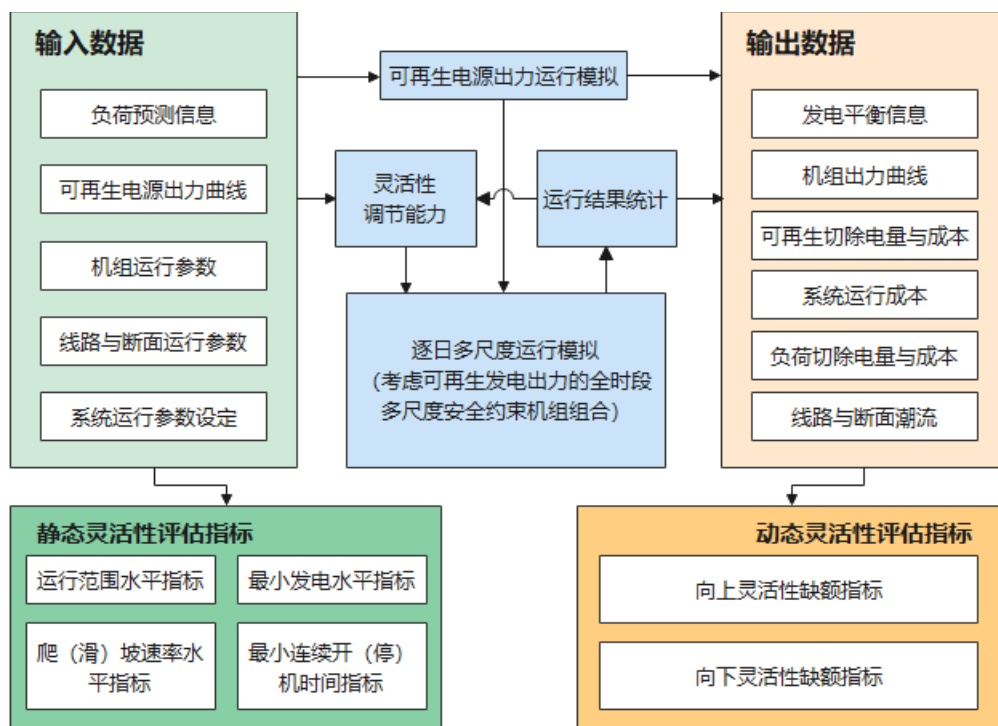 输入数据
负荷预测信息
可再生电源出力曲线
机组运行参数
线路与断面运行参数
系统运行参数设定
可再生电源出力运行模拟
灵活性
调节能力
运行结果统计
逐日多尺度运行模拟
（考虑可再生发电出力的全时段
多尺度安全约束机组组合）
输出数据
发电平衡信息
机组出力曲线
可再生切除电量与成本
系统运行成本
负荷切除电量与成本
线路与断面潮流
静态灵活性评估指标
运行范围水平指标
最小发电水平指标
爬（滑）坡速率水
平指标
最小连续开（停）
机时间指标
动态灵活性评估指标
向上灵活性缺额指标
向下灵活性缺额指标